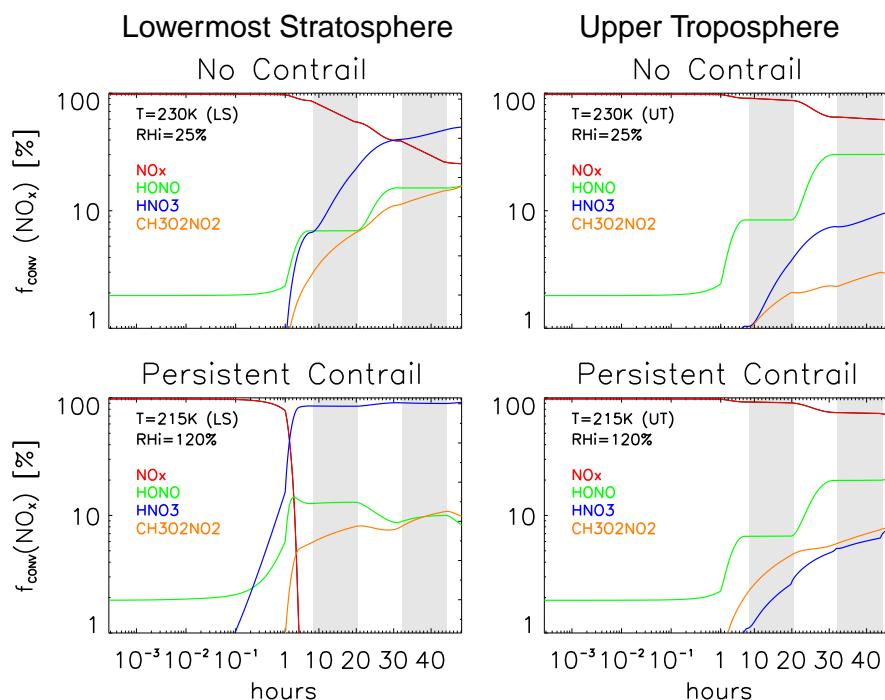 Lowermost Stratosphere
Upper Troposphere
No Contrail
No Contrail
f_CONV (NO_x) [%]
100
10
1
T=230K (LS)
RHi=25%
NOx
HONO
HNO3
CH3O2NO2
100
10
1
T=230K (UT)
RHi=25%
NOx
HONO
HNO3
CH3O2NO2
Persistent Contrail
Persistent Contrail
f_CONV(NO_x) [%]
100
10
1
T=215K (LS)
RHi=120%
NOx
HONO
HNO3
CH3O2NO2
10⁻³ 10⁻² 10⁻¹ 1 10 20 30 40
hours
100
10
1
T=215K (UT)
RHi=120%
NOx
HONO
HNO3
CH3O2NO2
10⁻³ 10⁻² 10⁻¹ 1 10 20 30 40
hours